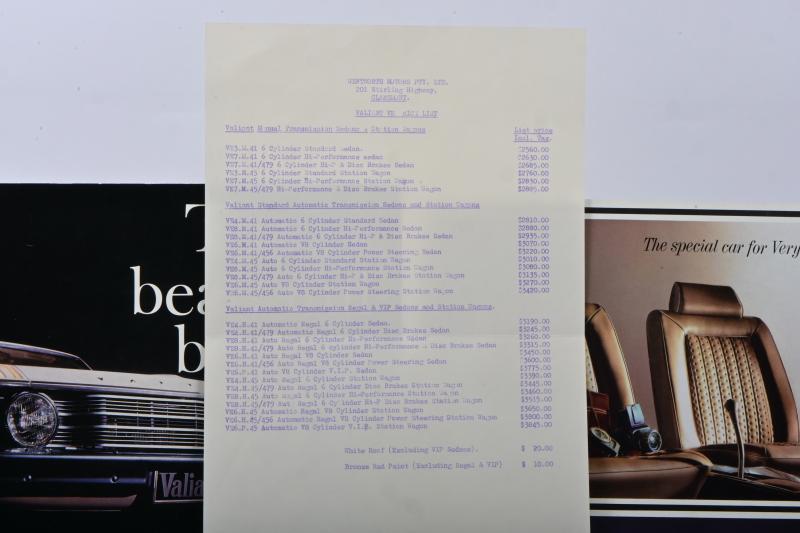 WENTWORTH MOTORS PTY. LTD.
201 Stirling Highway,
CLAREMONT.
VALIANT VE PRICE LIST
Valiant Manual Transmission Sedans & Station Wagons List price Incl. Tax.
VE3.M.41 6 Cylinder Standard Sedan. $2560.00
VE7.M.41 6 Cylinder Hi-Performance sedan $2630.00
VE7.M.41/479 6 Cylinder Hi-P & Disc Brakes Sedan $2685.00
VE3.M.45 6 Cylinder Standard Station Wagon $2760.00
VE7.M.45 6 Cylinder Hi-Performance Station Wagon $2830.00
VE7.M.45/479 Hi-Performance & Disc Brakes Station Wagon $2885.00
Valiant Standard Automatic Transmission Sedans and Station Wagons
VE4.M.41 Automatic 6 Cylinder Standard Sedan $2810.00
VE8.M.41 Automatic 6 Cylinder Hi-Performance Sedan $2880.00
VE8.M.41/479 Automatic 6 Cylinder Hi-P & Disc Brakes Sedan $2935.00
VE6.M.41 Automatic V8 Cylinder Sedan $3070.00
VE6.M.41/456 Automatic V8 Cylinder Power Steering Sedan $3220.00
VE4.M.45 Auto 6 Cylinder Standard Station Wagon $3010.00
VE8.M.45 Auto 6 Cylinder Hi-Performance Station Wagon $3080.00
VE8.M.45/479 Auto 6 Cylinder Hi-P & Disc Brakes Station Wagon $3135.00
VE6.M.45 Auto V8 Cylinder Station Wagon $3270.00
VE6.M.45/456 Auto V8 Cylinder Power Steering Station Wagon $3420.00
Valiant Automatic Transmission Regal & VIP Sedans and Station Wagons.
VE4.H.41 Automatic Regal 6 Cylinder Sedan. $3190.00
VE4.H.41/479 Automatic Regal 6 Cylinder Disc Brakes Sedan $3245.00
VE8.H.41 Auto Regal 6 Cylinder Hi-Performance Sedan $3260.00
VE8.H.41/479 Auto Regal 6 Cylinder Hi-Performance & Disc Brakes Sedan $3315.00
VE6.H.41 Auto Regal V8 Cylinder Sedan $3450.00
VE6.H.41/456 Auto Regal V8 Cylinder Power Steering Sedan $3600.00
VE6.P.41 Auto V8 Cylinder V.I.P. Sedan $3775.00
VE4.H.45 Auto Regal 6 Cylinder Station Wagon $3390.00
VE4.H.45/479 Auto Regal 6 Cylinder Disc Brakes Station Wagon $3445.00
VE8.H.45 Auto Regal 6 Cylinder Hi-Performance Station Wagon $3460.00
VE8.H.45/479 Auto Regal 6 Cylinder Hi-P Disc Brakes Station Wagon $3515.00
VE6.H.45 Automatic Regal V8 Cylinder Station Wagon $3650.00
VE6.H.45/456 Automatic Regal V8 Cylinder Power Steering Station Wagon $3800.00
VE6.P.45 Automatic V8 Cylinder V.I.P. Station Wagon $3845.00
White Roof (Excluding VIP Sedans). $ 20.00
Bronze Red Paint (Excluding Regal & VIP) $ 10.00
bea
b
Valia
The special car for Very